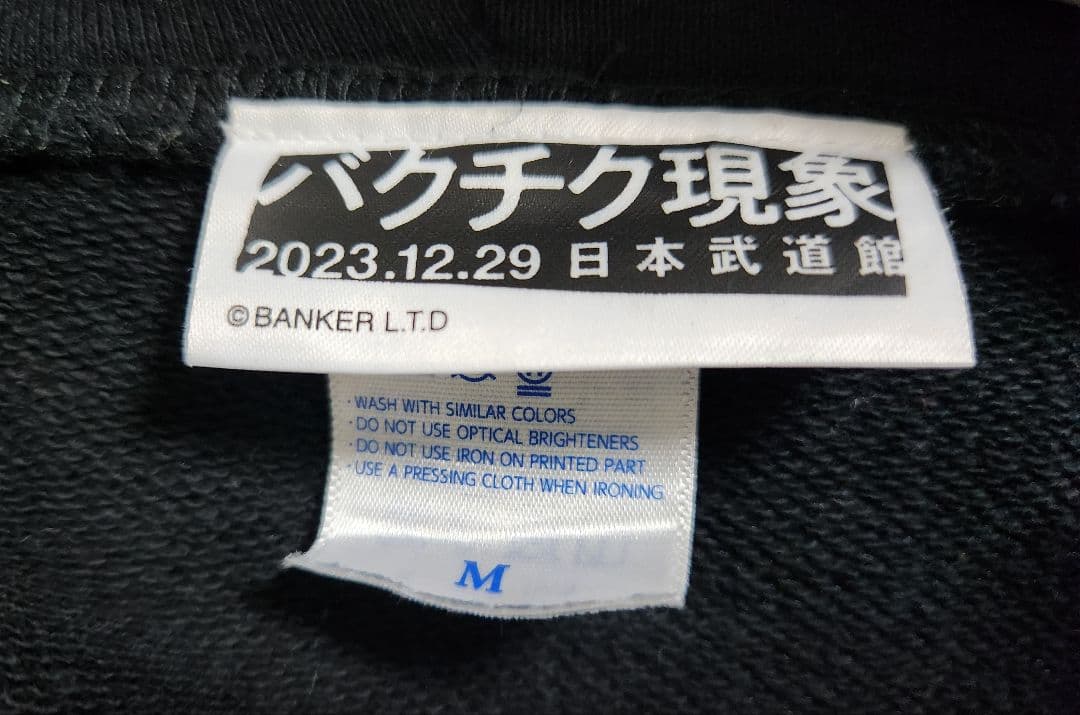 バクチク現象
2023.12.29 日本武道館
©BANKER L.T.D
・WASH WITH SIMILAR COLORS
・DO NOT USE OPTICAL BRIGHTENERS
・DO NOT USE IRON ON PRINTED PART
・USE A PRESSING CLOTH WHEN IRONING
M